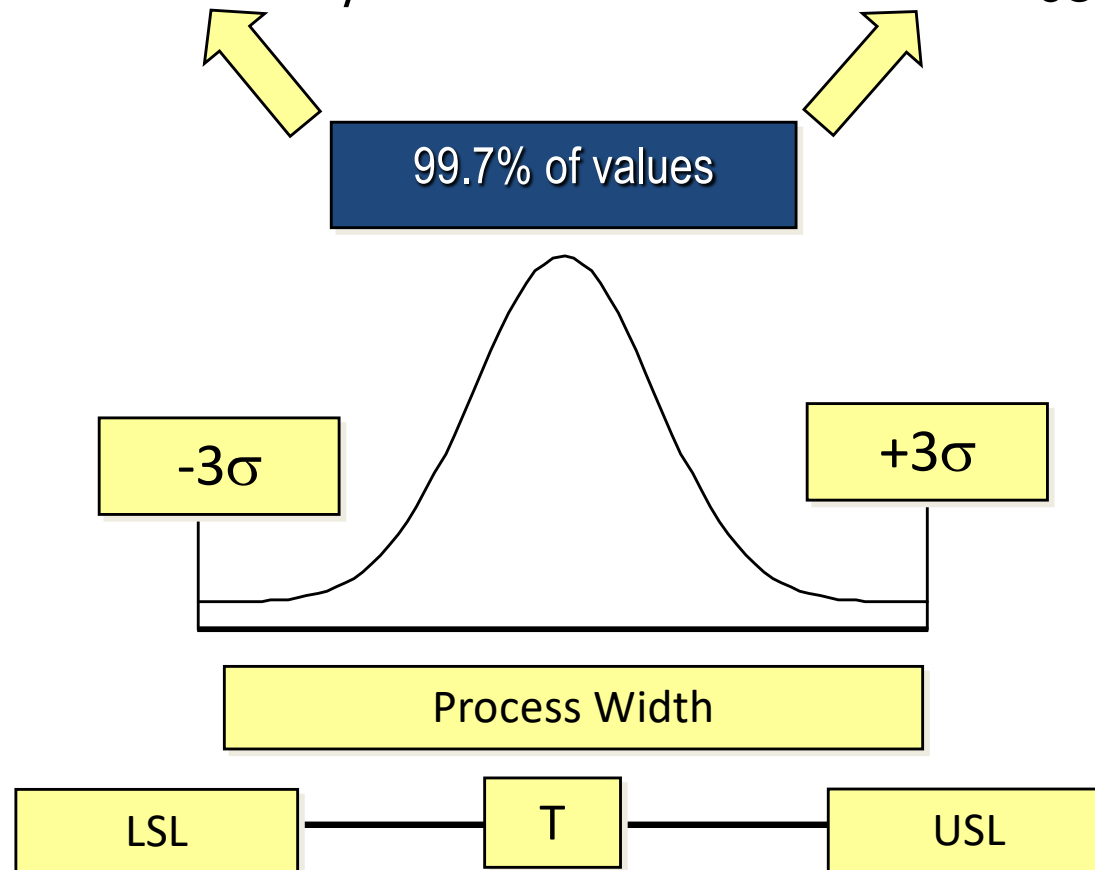 99.7% of values
-3σ
+3σ
Process Width
LSL
T
USL